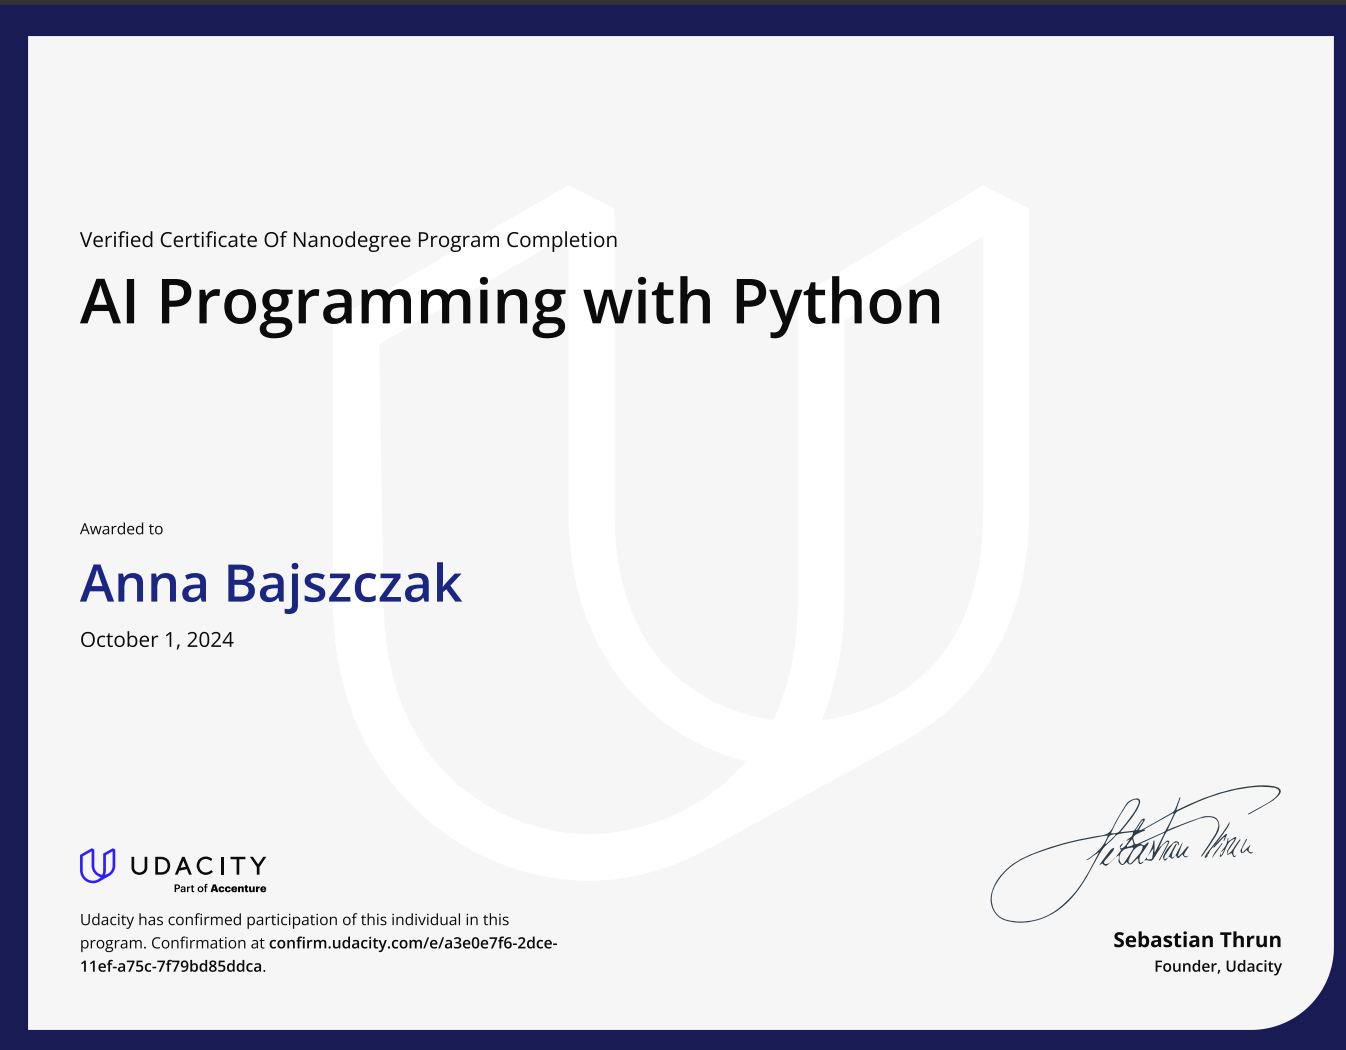 Verified Certificate Of Nanodegree Program Completion
AI Programming with Python
Awarded to
Anna Bajszczak
October 1, 2024
UDACITY
Part of Accenture
Udacity has confirmed participation of this individual in this
program. Confirmation at confirm.udacity.com/e/a3e0e7f6-2dce-
11ef-a75c-7f79bd85ddca.
Sebastian Thrun
Sebastian Thrun
Founder, Udacity